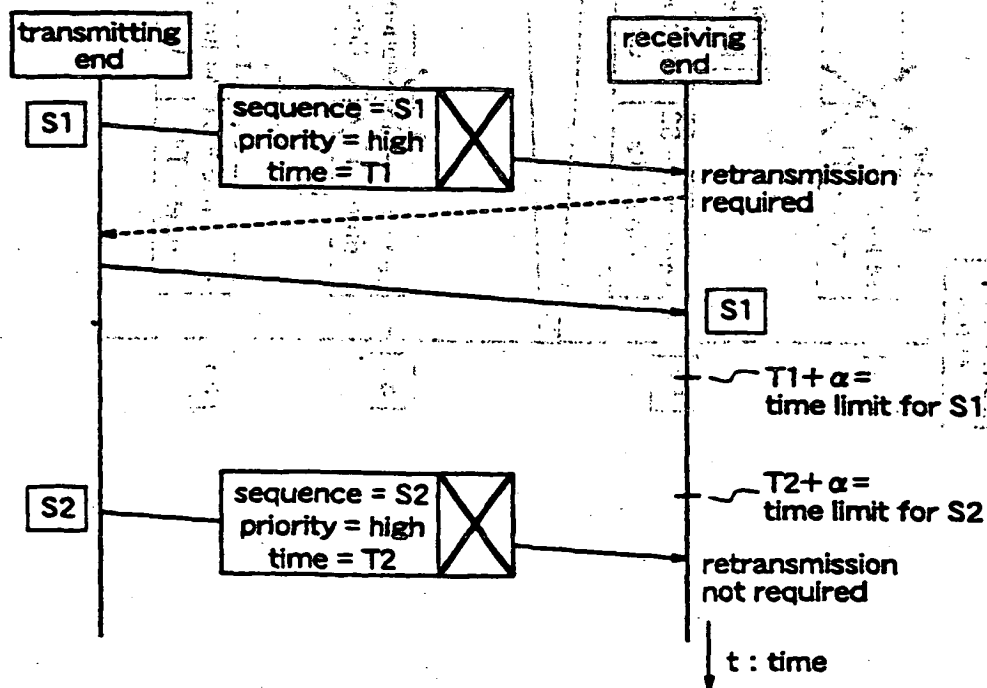 transmitting
end
receiving
end
S1
sequence = S1
priority = high
time = T1
retransmission
required
S1
T1+ α =
time limit for S1
S2
sequence = S2
priority = high
time = T2
T2+ α =
time limit for S2
retransmission
not required
t : time